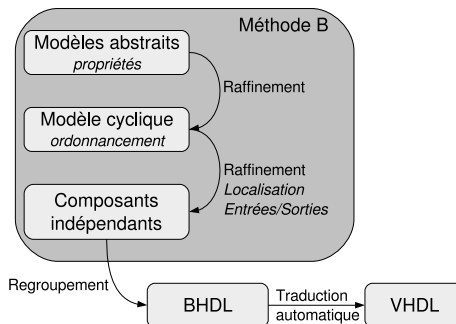 Méthode B
Modèles abstraits
propriétés
Raffinement
Modèle cyclique
ordonnancement
Raffinement
Localisation
Entrées/Sorties
Composants
indépendants
Regroupement
BHDL
Traduction
automatique
VHDL